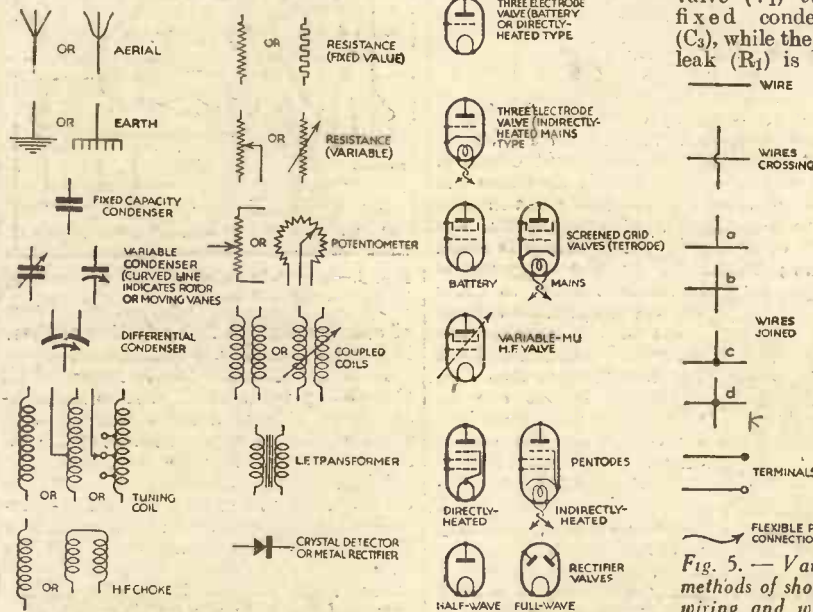 OR AERIAL
OR EARTH
FIXED CAPACITY
CONDENSER
VARIABLE
CONDENSER
(CURVED LINE
INDICATES ROTOR
OR MOVING VANES
DIFFERENTIAL
CONDENSER
OR OR TUNING
COIL
OR H.F. CHOKE
OR RESISTANCE
(FIXED VALUE)
OR RESISTANCE
(VARIABLE)
OR POTENTIOMETER
OR COUPLED
COILS
L.F. TRANSFORMER
CRYSTAL DETECTOR
OR METAL RECTIFIER
THREE ELECTRODE
VALVE (BATTERY
OR DIRECTLY-
HEATED TYPE
THREE ELECTRODE
VALVE (INDIRECTLY-
HEATED MAINS
TYPE
SCREENED GRID
VALVES (TETRODE)
BATTERY MAINS
VARIABLE-MU
H.F. VALVE
PENTODES
DIRECTLY-
HEATED
INDIRECTLY-
HEATED
RECTIFIER
VALVES
HALF-WAVE FULL-WAVE
fixed
(C3), while the
leak (R1) is
WIRE
WIRES
CROSSING
a
b
WIRES
JOINED
c
d
K
TERMINALS
FLEXIBLE
Fig. 5. —
methods of
wiring and